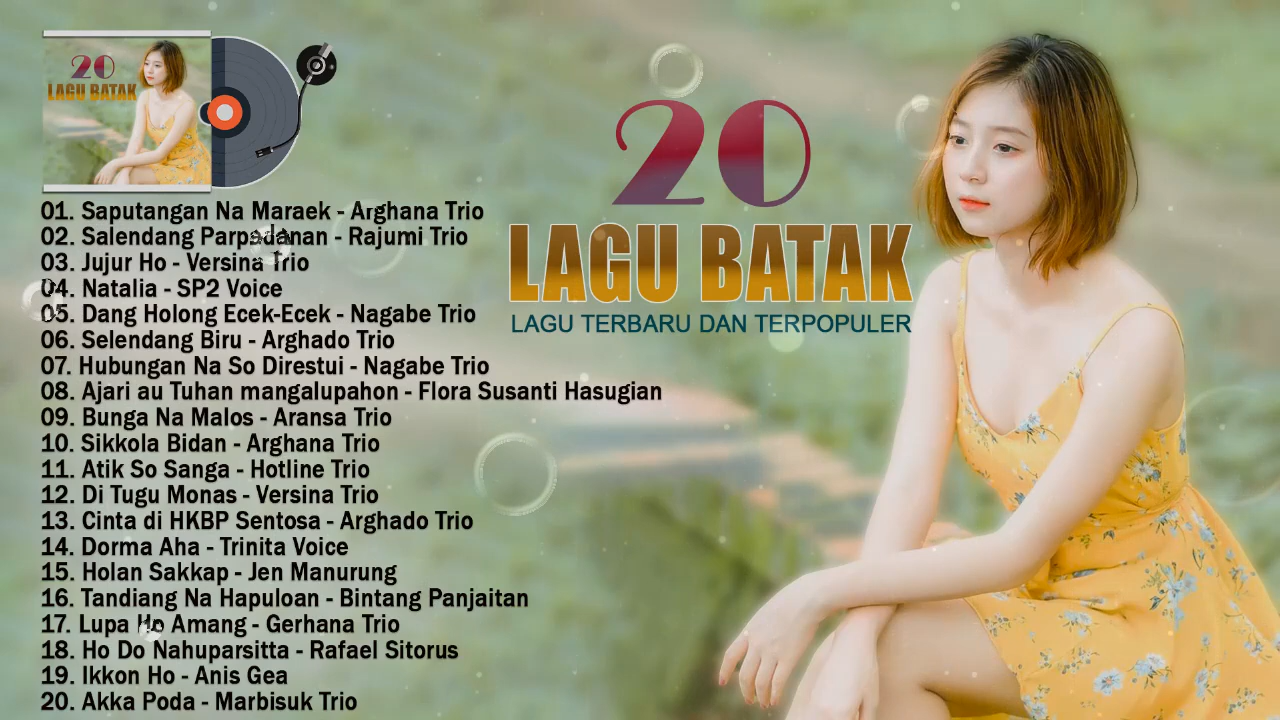 20
LAGU BATAK
20
LAGU BATAK
LAGU TERBARU DAN TERPOPULER
01. Saputangan Na Maraek - Arghana Trio
02. Salendang Parpadanan - Rajumi Trio
03. Jujur Ho - Versina Trio
04. Natalia - SP2 Voice
05. Dang Holong Ecek-Ecek - Nagabe Trio
06. Selendang Biru - Arghado Trio
07. Hubungan Na So Direstui - Nagabe Trio
08. Ajari au Tuhan mangalupahon - Flora Susanti Hasugian
09. Bunga Na Malos - Aransa Trio
10. Sikkola Bidan - Arghana Trio
11. Atik So Sanga - Hotline Trio
12. Di Tugu Monas - Versina Trio
13. Cinta di HKBP Sentosa - Arghado Trio
14. Dorma Aha - Trinita Voice
15. Holan Sakkap - Jen Manurung
16. Tandiang Na Hapuloan - Bintang Panjaitan
17. Lupa Ho Amang - Gerhana Trio
18. Ho Do Nahuparsitta - Rafael Sitorus
19. Ikkon Ho - Anis Gea
20. Akka Poda - Marbisuk Trio